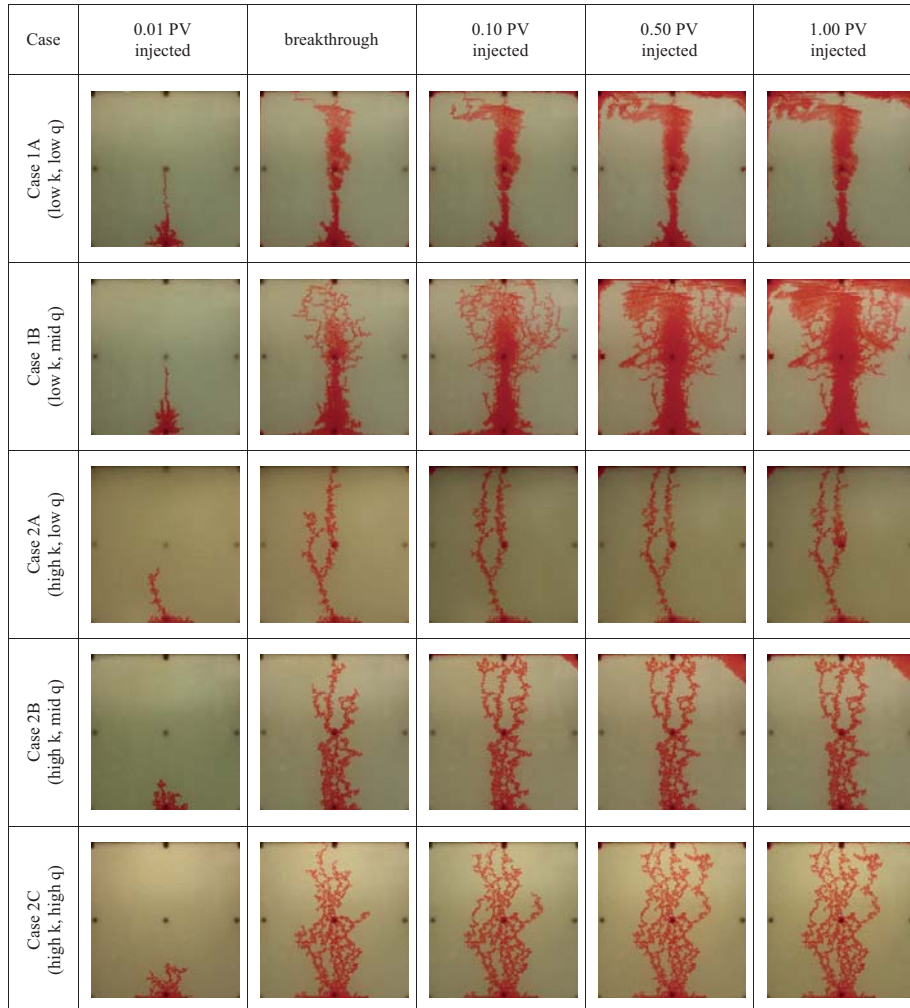 Case
0.01 PV
injected
breakthrough
0.10 PV
injected
0.50 PV
injected
1.00 PV
injected
Case 1A
(low k, low q)
Case 1B
(low k, mid q)
Case 2A
(high k, low q)
Case 2B
(high k, mid q)
Case 2C
(high k, high q)